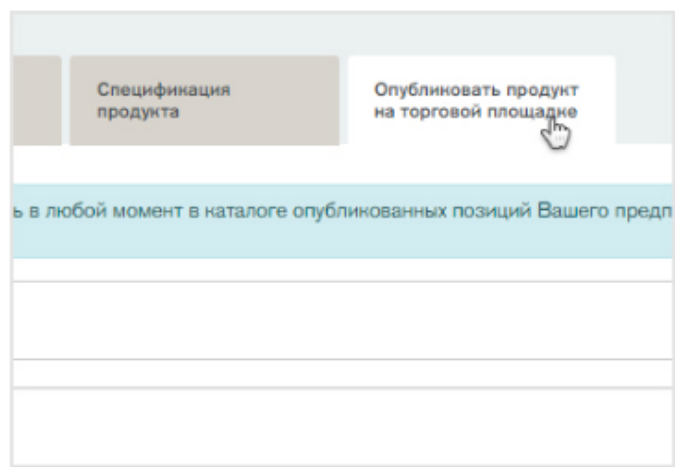 Спецификация
продукта
Опубликовать продукт
на торговой площадке
ь в любой момент в каталоге опубликованных позиций Вашего предп